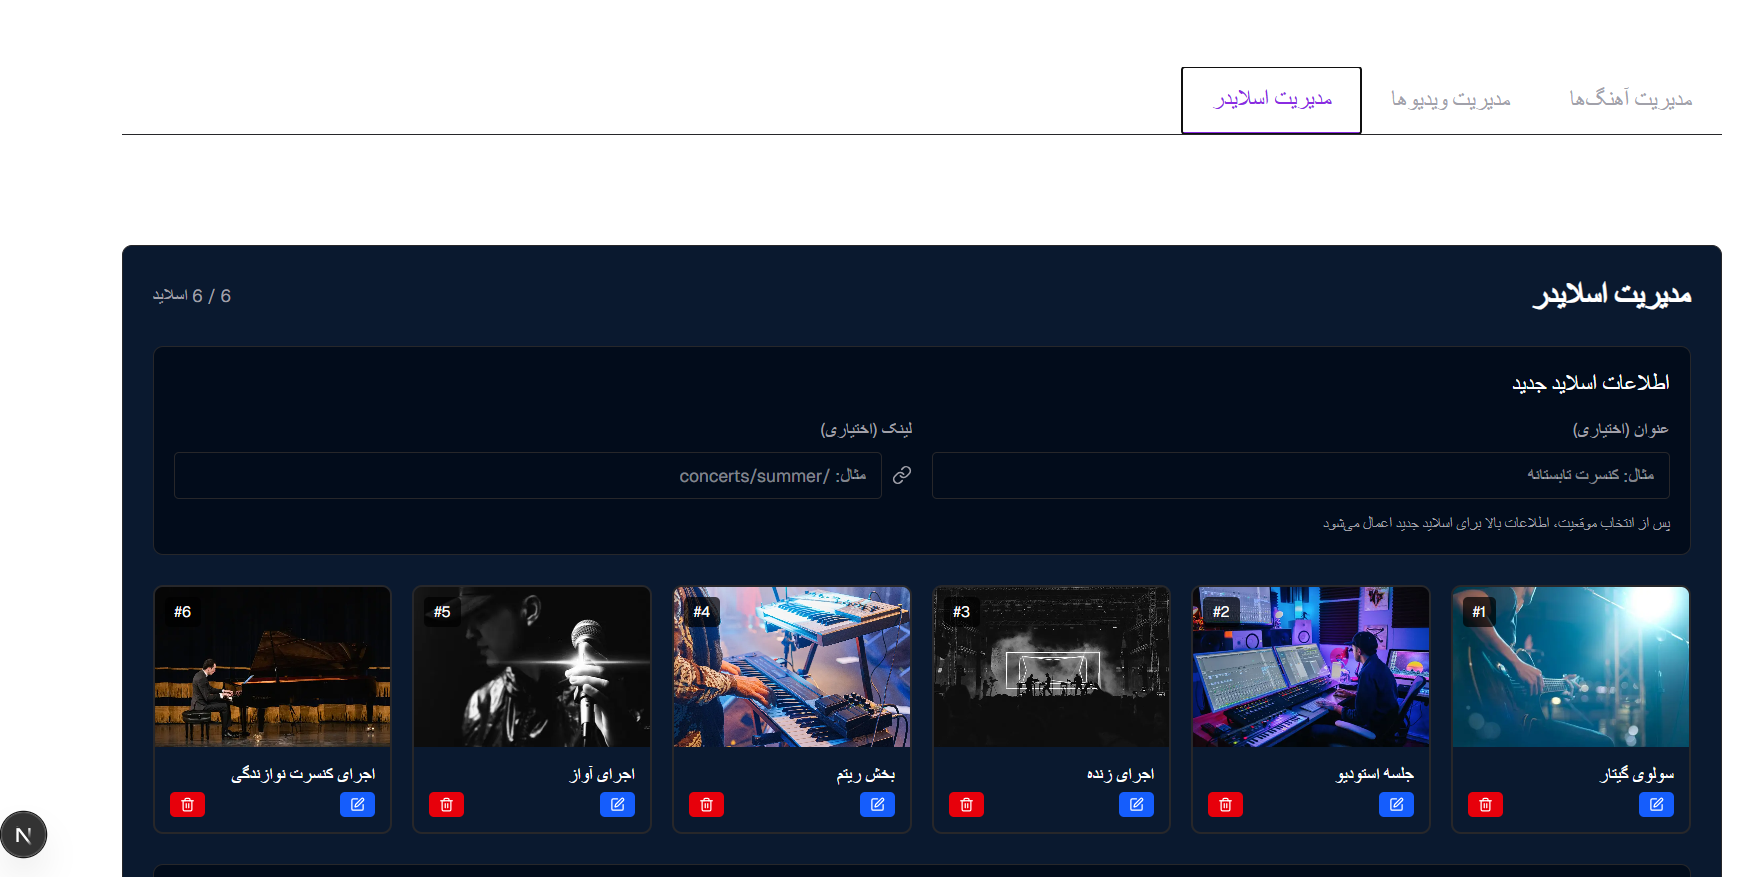 مدیریت آهنگ‌ها
مدیریت ویدیوها
مدیریت اسلایدر
مدیریت اسلایدر
6 / 6 اسلاید
اطلاعات اسلاید جدید
عنوان (اختیاری)
لینک (اختیاری)
مثال: کنسرت تابستانه
مثال: /concerts/summer
پس از انتخاب موقعیت، اطلاعات بالا برای اسلاید جدید اعمال می‌شود
#1
#2
#3
#4
#5
#6
سولوی گیتار
جلسه استودیو
اجرای زنده
بخش ریتم
اجرای آواز
اجرای کنسرت نوازندگی
N